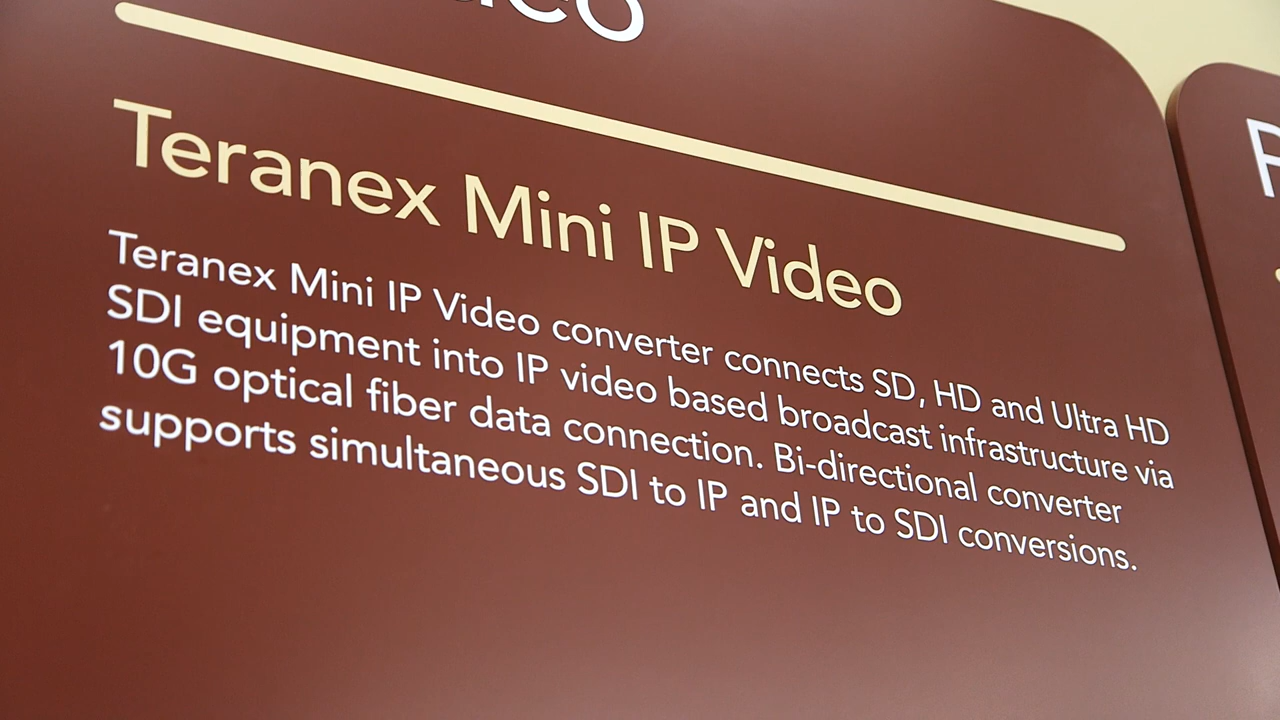 Teranex Mini IP Video
Teranex Mini IP Video converter connects SD, HD and Ultra HD
SDI equipment into IP video based broadcast infrastructure via
10G optical fiber data connection. Bi-directional converter
supports simultaneous SDI to IP and IP to SDI conversions.